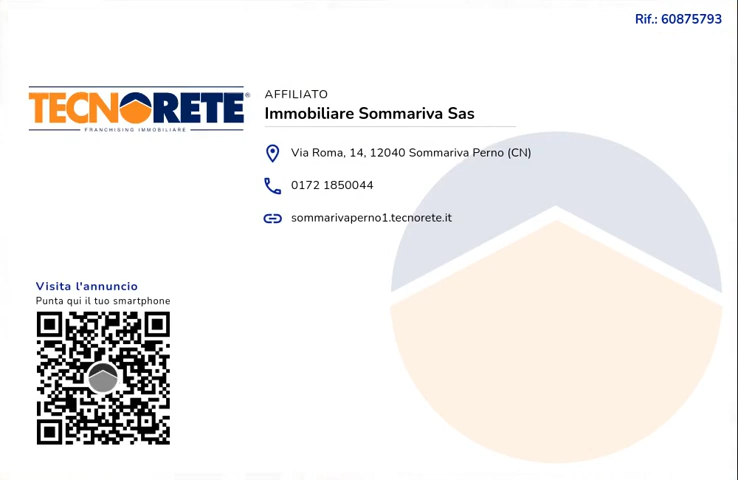 Rif.: 60875793
TECNORETE®
FRANCHISING IMMOBILIARE
AFFILIATO
Immobiliare Sommariva Sas
Via Roma, 14, 12040 Sommariva Perno (CN)
0172 1850044
sommarivaperno1.tecnorete.it
Visita l'annuncio
Punta qui il tuo smartphone